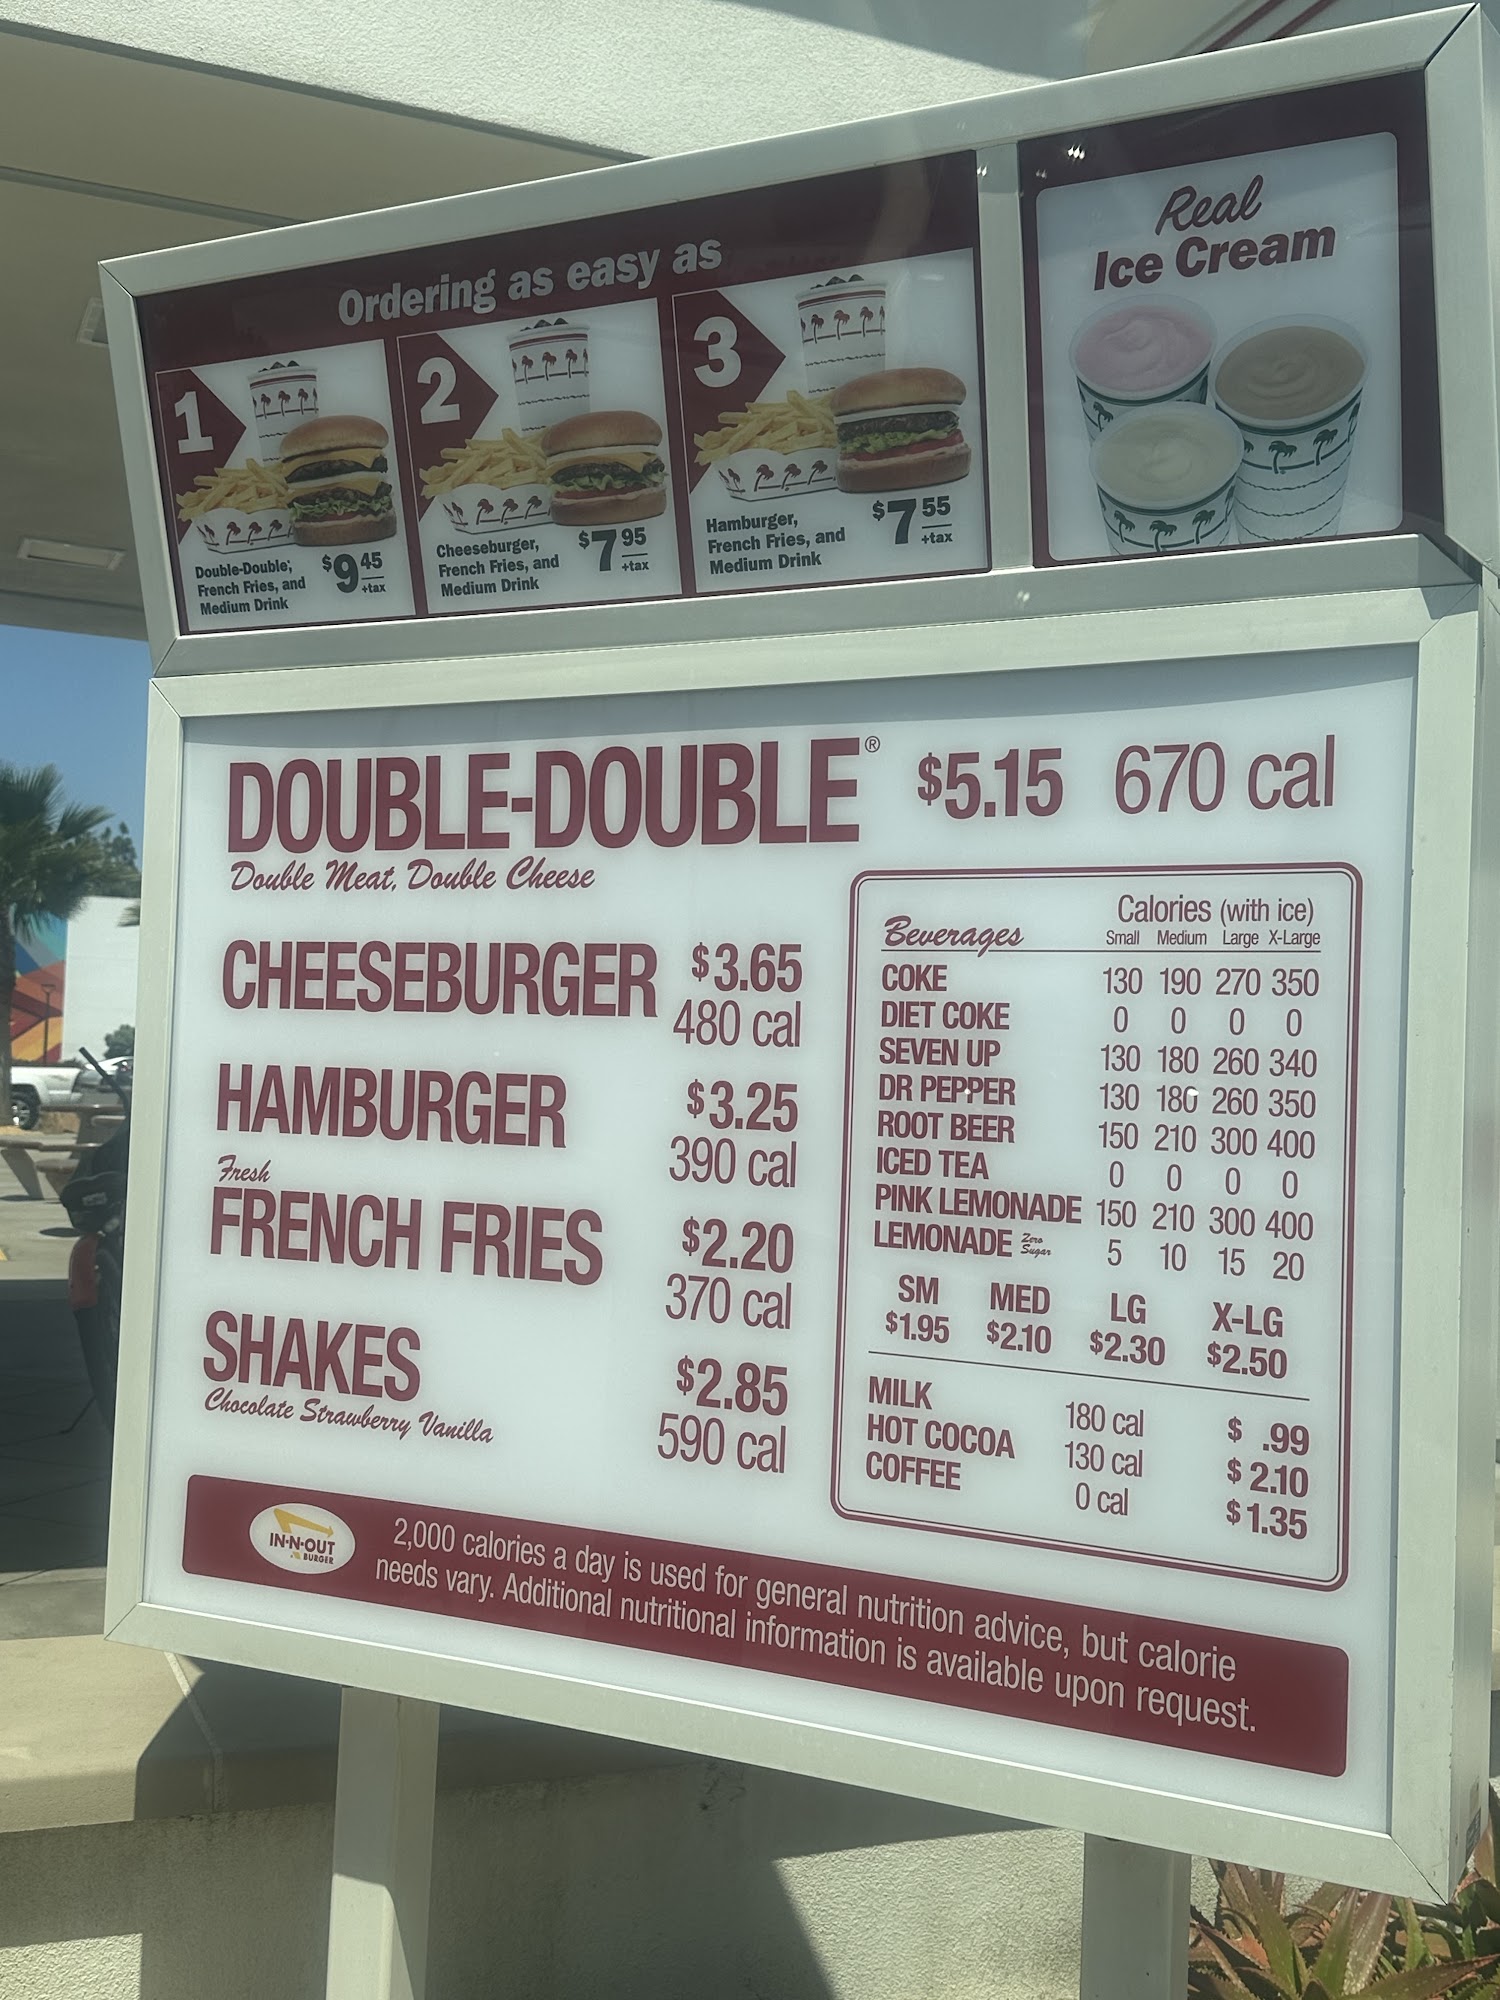 Ordering as easy as
1
Double-Double,
French Fries, and
Medium Drink
$9 45
+tax
2
Cheeseburger,
French Fries, and
Medium Drink
$7 95
+tax
3
Hamburger,
French Fries, and
Medium Drink
$7 55
+tax
Real
Ice Cream
DOUBLE-DOUBLE® $5.15 670 cal
Double Meat, Double Cheese
CHEESEBURGER $3.65
480 cal
HAMBURGER $3.25
390 cal
Fresh
FRENCH FRIES $2.20
370 cal
SHAKES $2.85
Chocolate Strawberry Vanilla
590 cal
Calories (with ice)
Beverages Small Medium Large X-Large
COKE 130 190 270 350
DIET COKE 0 0 0 0
SEVEN UP 130 180 260 340
DR PEPPER 130 180 260 350
ROOT BEER 150 210 300 400
ICED TEA 0 0 0 0
PINK LEMONADE 150 210 300 400
LEMONADE Zero Sugar 5 10 15 20
SM MED LG X-LG
$1.95 $2.10 $2.30 $2.50
MILK 180 cal $ .99
HOT COCOA 130 cal $2.10
COFFEE 0 cal $1.35
IN-N-OUT
BURGER
2,000 calories a day is used for general nutrition advice, but calorie
needs vary. Additional nutritional information is available upon request.